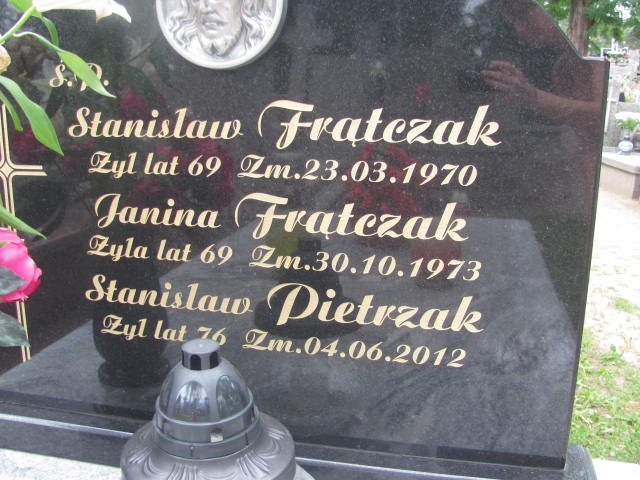 ś.P.
Stanisław Frątczak
Żył lat 69 Zm.23.03.1970
Janina Frątczak
Żyła lat 69 Zm.30.10.1973
Stanisław Pietrzak
Żył lat 76 Zm.04.06.2012